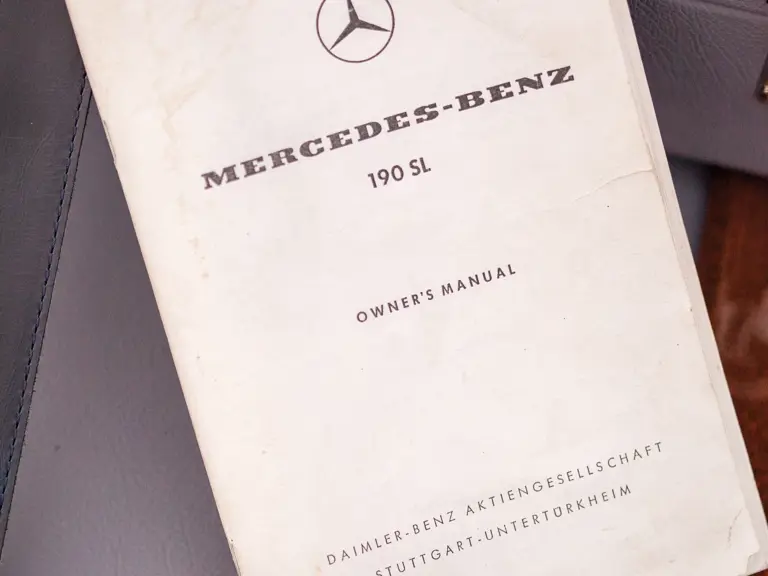 MERCEDES-BENZ
190 SL
OWNER'S MANUAL
DAIMLER-BENZ AKTIENGESELLSCHAFT
STUTTGART-UNTERTÜRKHEIM